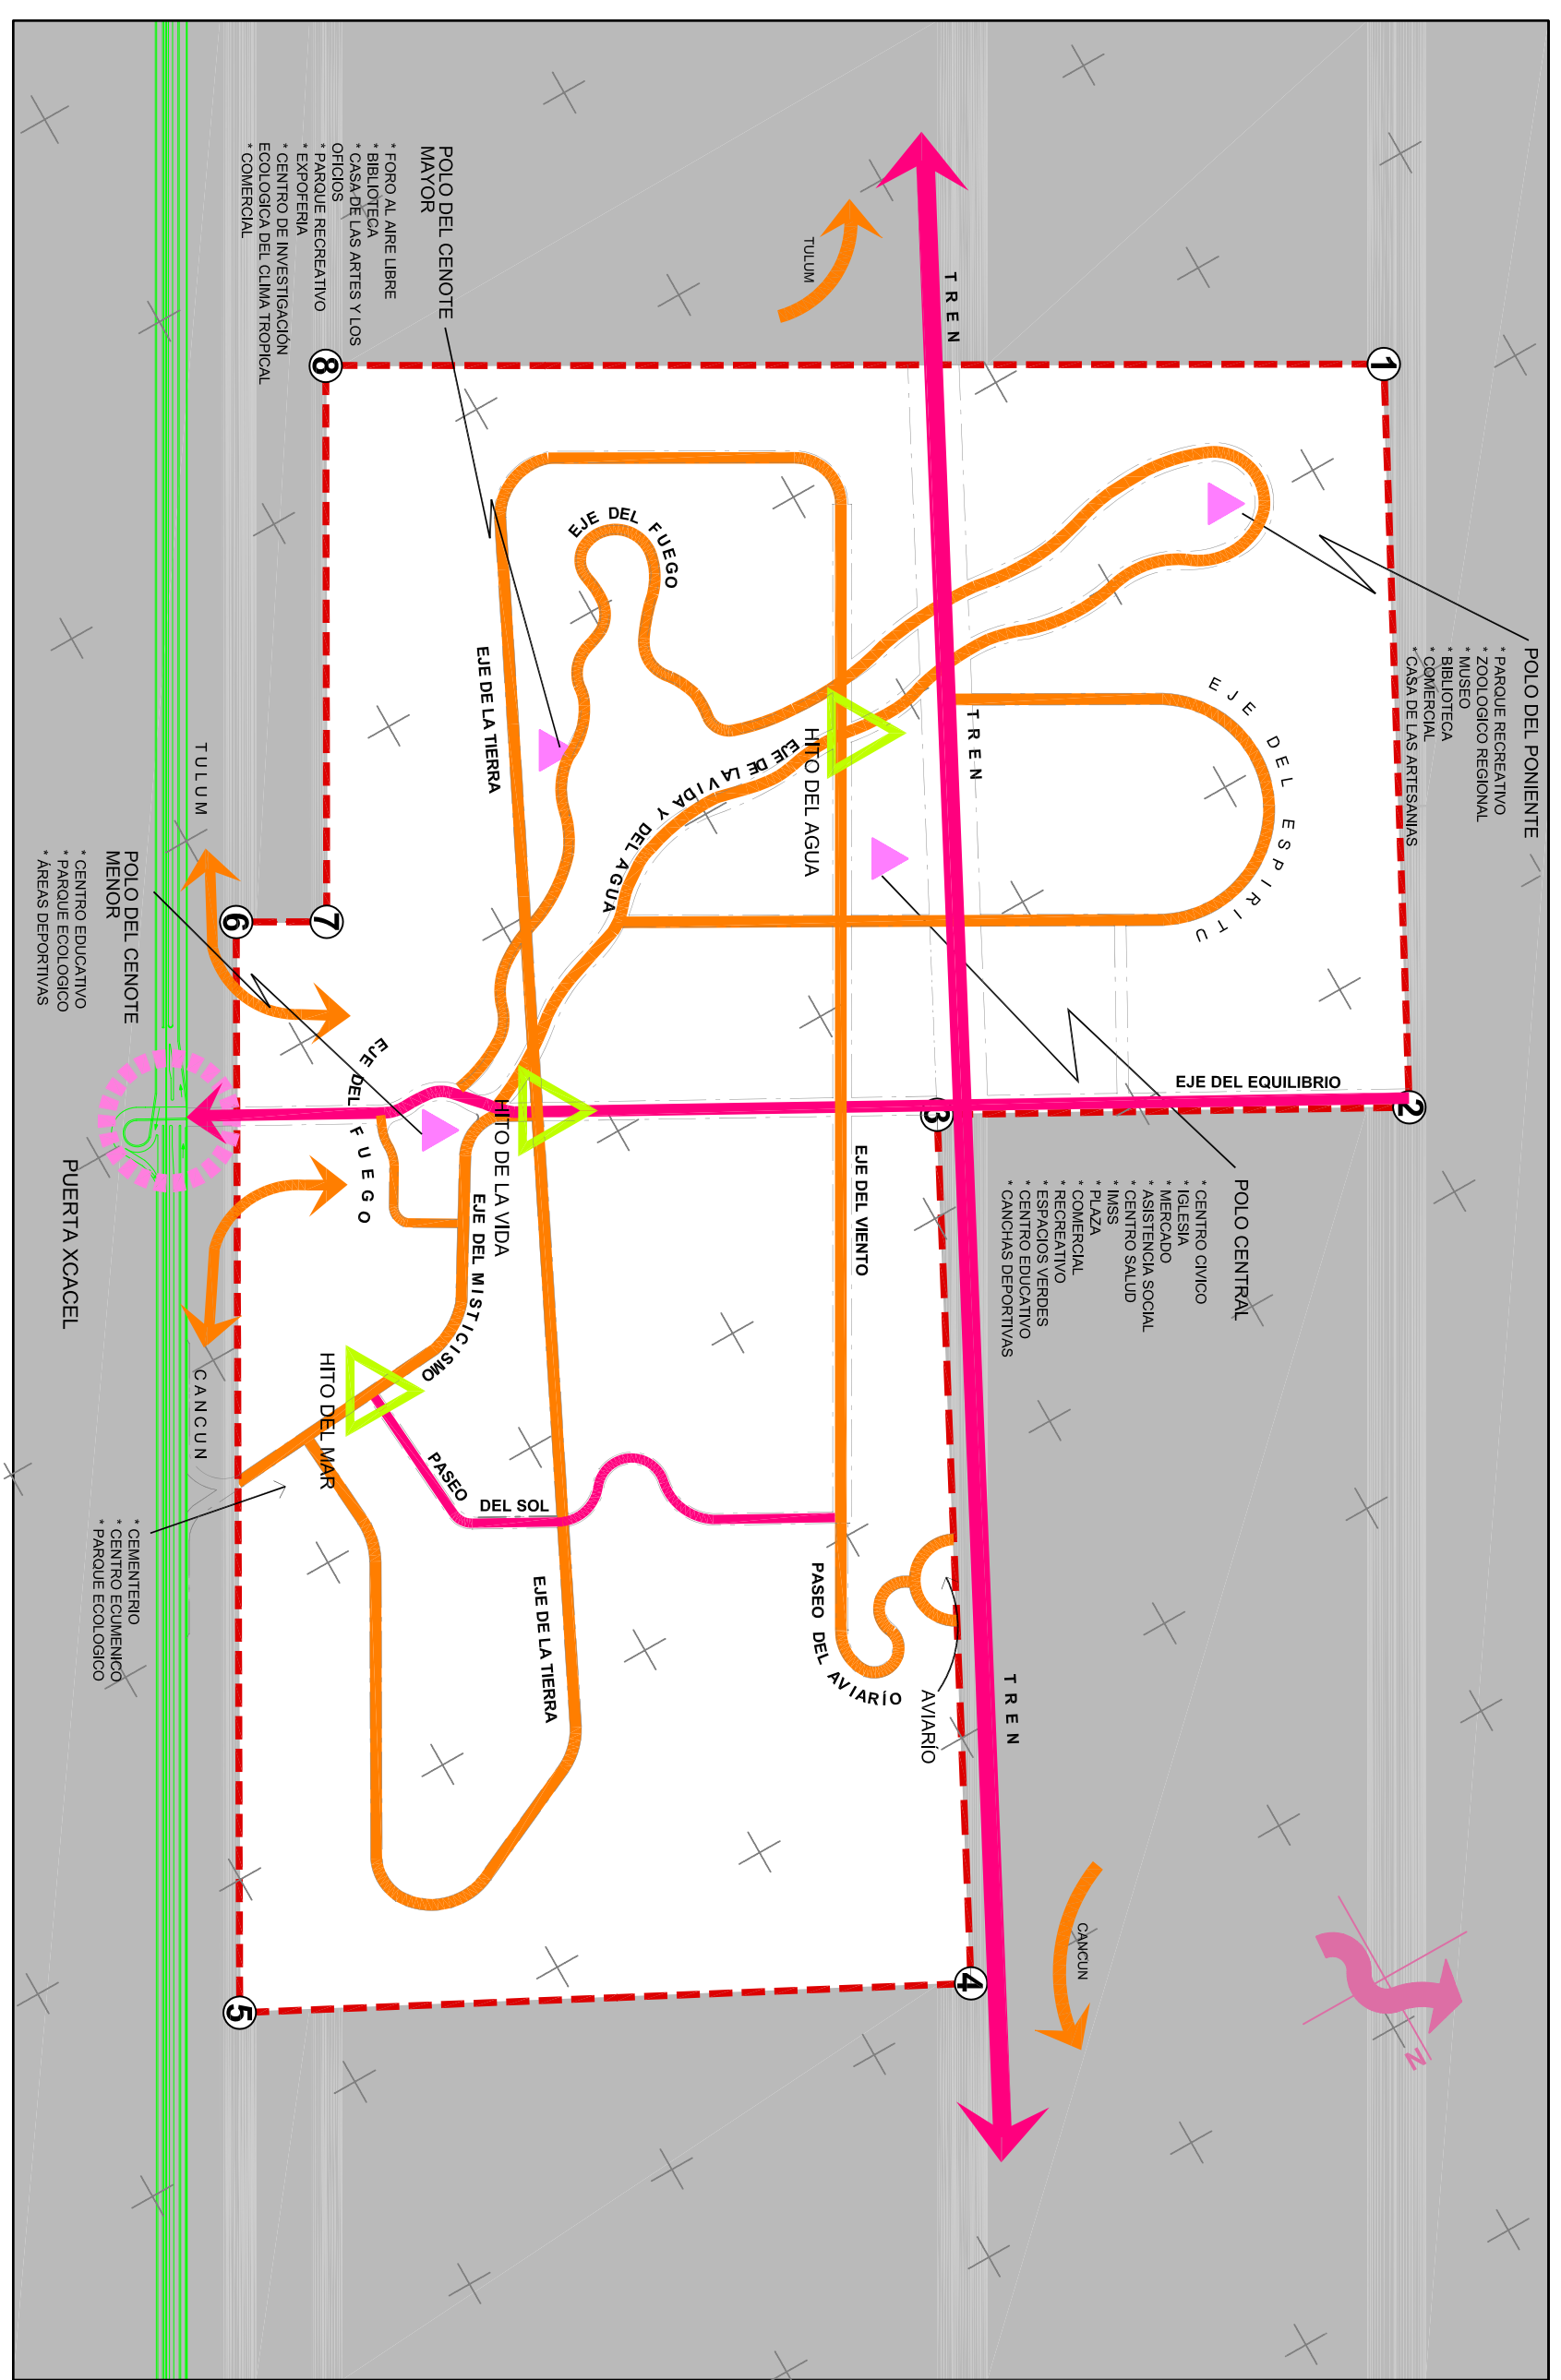 POLO DEL PONIENTE
* PARQUE RECREATIVO
* ZOOLOGICO REGIONAL
* MUSEO
* BIBLIOTECA
* COMERCIAL
* CASA DE LAS ARTESANIAS
POLO CENTRAL
* CENTRO CIVICO
* IGLESIA
* MERCADO
* ASISTENCIA SOCIAL
* CENTRO SALUD
* IMSS
* PLAZA
* COMERCIAL
* RECREATIVO
* ESPACIOS VERDES
* CENTRO EDUCATIVO
* CANCHAS DEPORTIVAS
POLO DEL CENOTE
MAYOR
* FORO AL AIRE LIBRE
* BIBLIOTECA
* CASA DE LAS ARTES Y LOS
OFICIOS
* PARQUE RECREATIVO
* EXPOFERIA
* CENTRO DE INVESTIGACIÓN
ECOLOGICA DEL CLIMA TROPICAL
* COMERCIAL
POLO DEL CENOTE
MENOR
* CENTRO EDUCATIVO
* PARQUE ECOLOGICO
* ÁREAS DEPORTIVAS
* CEMENTERIO
* CENTRO ECUMENICO
* PARQUE ECOLOGICO
1
2
3
4
5
6
7
8
TREN
TREN
TREN
TULUM
CANCUN
TULUM
CANCUN
EJE DEL ESPIRITU
EJE DEL EQUILIBRIO
EJE DEL VIENTO
EJE DEL FUEGO
EJE DE LA TIERRA
EJE DE LA VIDA Y DEL AGUA
HITO DEL AGUA
HITO DE LA VIDA
HITO DEL MAR
EJE DEL FUEGO
EJE DEL MISTICISMO
PASEO DEL SOL
EJE DE LA TIERRA
PASEO DEL AVIARÍO
AVIARÍO
PUERTA XCACEL
N